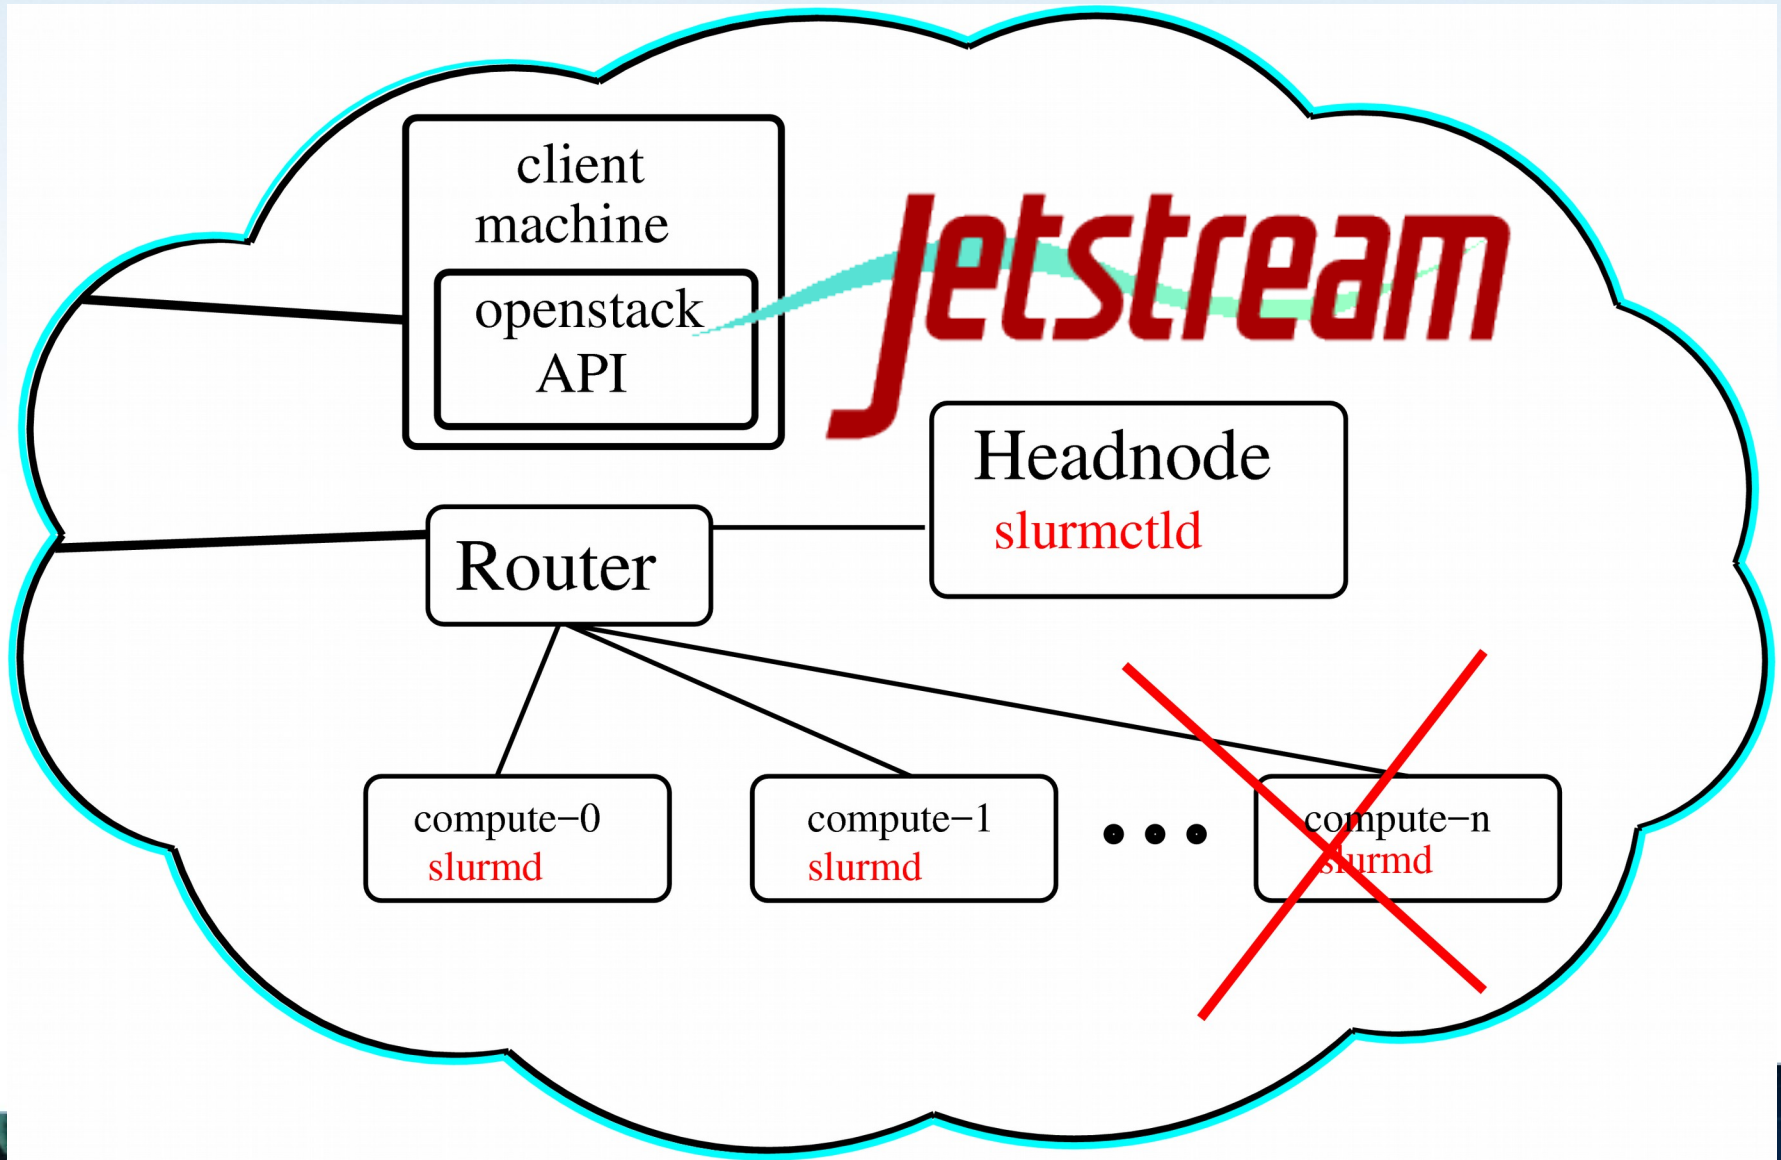 client
machine
openstack
API
Jetstream
Headnode
slurmctld
Router
compute−0
slurmd
compute−1
slurmd
compute−n
slurmd